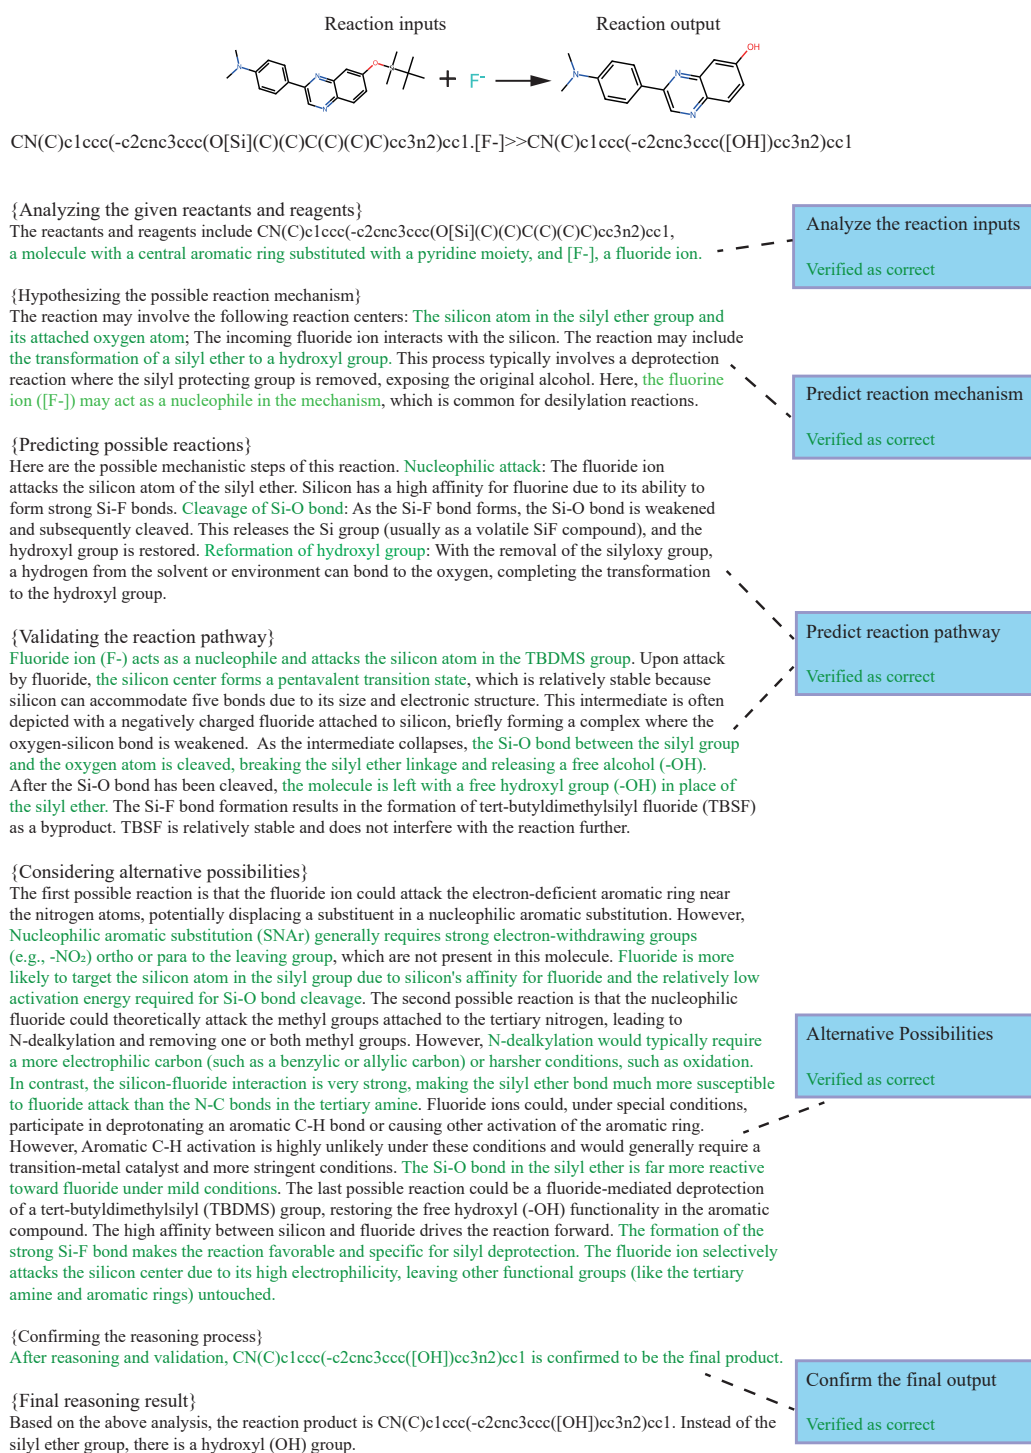 Reaction inputs
Reaction output
N
N
N
O
Si
+
F-
N
N
N
OH
CN(C)c1ccc(-c2cnc3ccc(O[Si](C)(C)C(C)(C)C)cc3n2)cc1.[F-]>>CN(C)c1ccc(-c2cnc3ccc([OH])cc3n2)cc1
{Analyzing the given reactants and reagents}
The reactants and reagents include CN(C)c1ccc(-c2cnc3ccc(O[Si](C)(C)C(C)(C)C)cc3n2)cc1,
a molecule with a central aromatic ring substituted with a pyridine moiety, and [F-], a fluoride ion.
Analyze the reaction inputs
Verified as correct
{Hypothesizing the possible reaction mechanism}
The reaction may involve the following reaction centers: The silicon atom in the silyl ether group and
its attached oxygen atom; The incoming fluoride ion interacts with the silicon. The reaction may include
the transformation of a silyl ether to a hydroxyl group. This process typically involves a deprotection
reaction where the silyl protecting group is removed, exposing the original alcohol. Here, the fluorine
ion ([F-]) may act as a nucleophile in the mechanism, which is common for desilylation reactions.
Predict reaction mechanism
Verified as correct
{Predicting possible reactions}
Here are the possible mechanistic steps of this reaction. Nucleophilic attack: The fluoride ion
attacks the silicon atom of the silyl ether. Silicon has a high affinity for fluorine due to its ability to
form strong Si-F bonds. Cleavage of Si-O bond: As the Si-F bond forms, the Si-O bond is weakened
and subsequently cleaved. This releases the Si group (usually as a volatile SiF compound), and the
hydroxyl group is restored. Reformation of hydroxyl group: With the removal of the silyloxy group,
a hydrogen from the solvent or environment can bond to the oxygen, completing the transformation
to the hydroxyl group.
Predict reaction pathway
Verified as correct
{Validating the reaction pathway}
Fluoride ion (F-) acts as a nucleophile and attacks the silicon atom in the TBDMS group. Upon attack
by fluoride, the silicon center forms a pentavalent transition state, which is relatively stable because
silicon can accommodate five bonds due to its size and electronic structure. This intermediate is often
depicted with a negatively charged fluoride attached to silicon, briefly forming a complex where the
oxygen-silicon bond is weakened. As the intermediate collapses, the Si-O bond between the silyl group
and the oxygen atom is cleaved, breaking the silyl ether linkage and releasing a free alcohol (-OH).
After the Si-O bond has been cleaved, the molecule is left with a free hydroxyl group (-OH) in place of
the silyl ether. The Si-F bond formation results in the formation of tert-butyldimethylsilyl fluoride (TBSF)
as a byproduct. TBSF is relatively stable and does not interfere with the reaction further.
{Considering alternative possibilities}
The first possible reaction is that the fluoride ion could attack the electron-deficient aromatic ring near
the nitrogen atoms, potentially displacing a substituent in a nucleophilic aromatic substitution. However,
Nucleophilic aromatic substitution (SNAr) generally requires strong electron-withdrawing groups
(e.g., -NO₂) ortho or para to the leaving group, which are not present in this molecule. Fluoride is more
likely to target the silicon atom in the silyl group due to silicon's affinity for fluoride and the relatively low
activation energy required for Si-O bond cleavage. The second possible reaction is that the nucleophilic
fluoride could theoretically attack the methyl groups attached to the tertiary nitrogen, leading to
N-dealkylation and removing one or both methyl groups. However, N-dealkylation would typically require
a more electrophilic carbon (such as a benzylic or allylic carbon) or harsher conditions, such as oxidation.
In contrast, the silicon-fluoride interaction is very strong, making the silyl ether bond much more susceptible
to fluoride attack than the N-C bonds in the tertiary amine. Fluoride ions could, under special conditions,
participate in deprotonating an aromatic C-H bond or causing other activation of the aromatic ring.
However, Aromatic C-H activation is highly unlikely under these conditions and would generally require a
transition-metal catalyst and more stringent conditions. The Si-O bond in the silyl ether is far more reactive
toward fluoride under mild conditions. The last possible reaction could be a fluoride-mediated deprotection
of a tert-butyldimethylsilyl (TBDMS) group, restoring the free hydroxyl (-OH) functionality in the aromatic
compound. The high affinity between silicon and fluoride drives the reaction forward. The formation of the
strong Si-F bond makes the reaction favorable and specific for silyl deprotection. The fluoride ion selectively
attacks the silicon center due to its high electrophilicity, leaving other functional groups (like the tertiary
amine and aromatic rings) untouched.
Alternative Possibilities
Verified as correct
{Confirming the reasoning process}
After reasoning and validation, CN(C)c1ccc(-c2cnc3ccc([OH])cc3n2)cc1 is confirmed to be the final product.
Confirm the final output
Verified as correct
{Final reasoning result}
Based on the above analysis, the reaction product is CN(C)c1ccc(-c2cnc3ccc([OH])cc3n2)cc1. Instead of the
silyl ether group, there is a hydroxyl (OH) group.